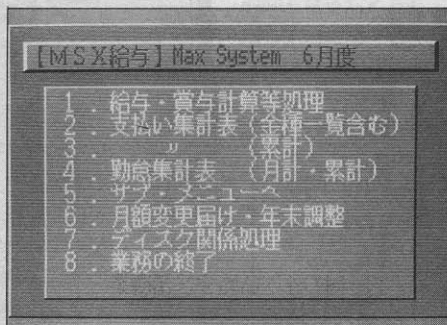 【MSX給与】Max System 6月度
1．給与・賞与計算等処理
2．支払い集計表（金種一覧含む）
3．　　〃　　（累計）
4．勤怠集計表（月計・累計）
5．サブ・メニューへ
6．月額変更届け・年末調整
7．ディスク関係処理
8．業務の終了